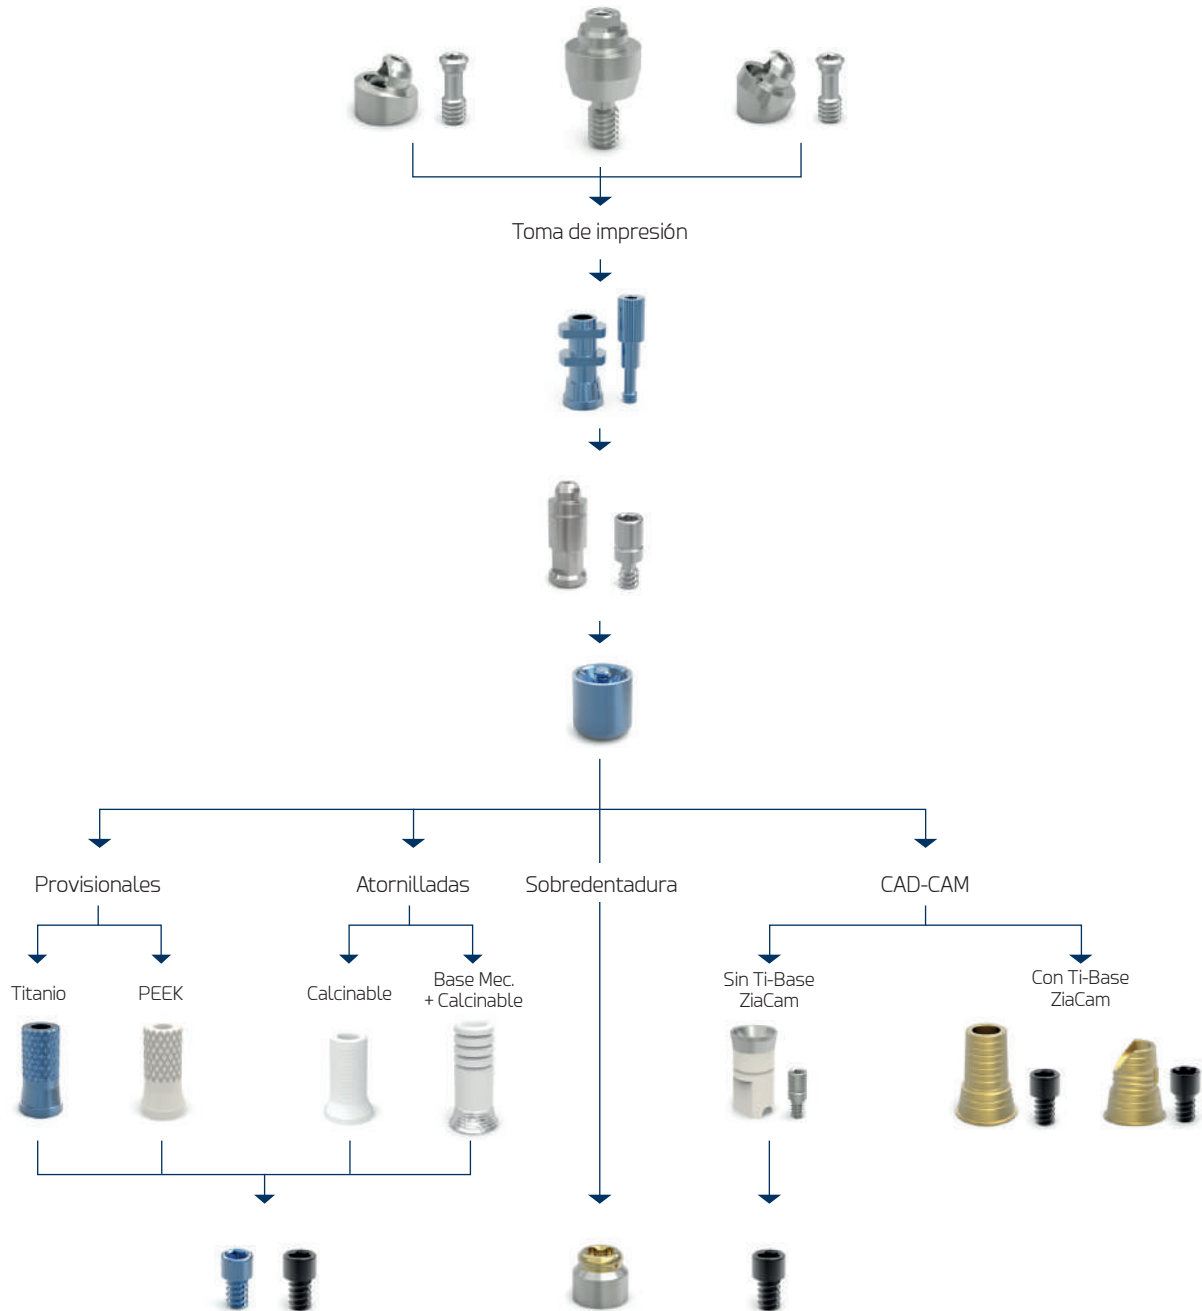 Toma de impresión
Provisionales
Atornilladas
Sobredentadura
CAD-CAM
Titanio
PEEK
Calcinable
Base Mec.
+ Calcinable
Sin Ti-Base
ZiaCam
Con Ti-Base
ZiaCam